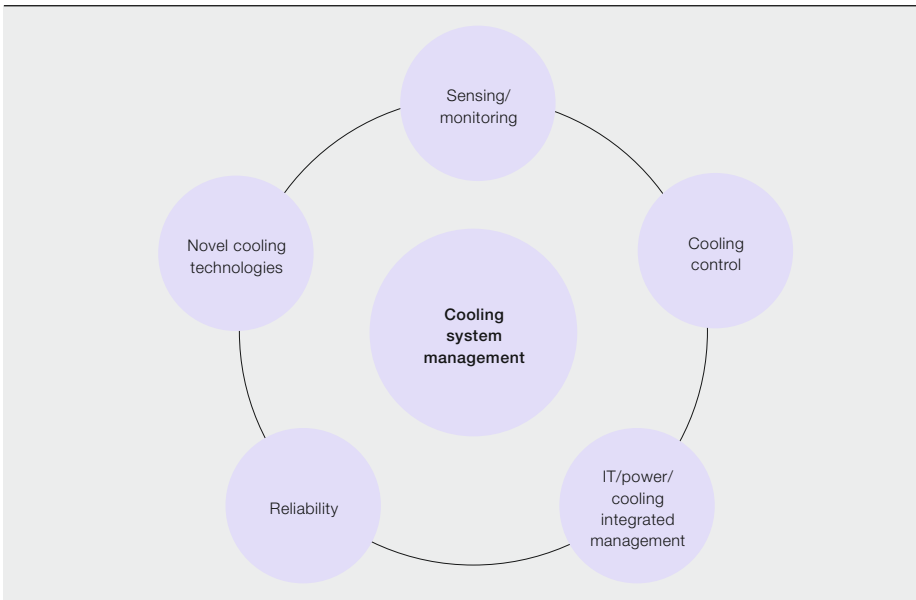 Sensing/
monitoring
Novel cooling
technologies
Cooling
control
Cooling
system
management
Reliability
IT/power/
cooling
integrated
management